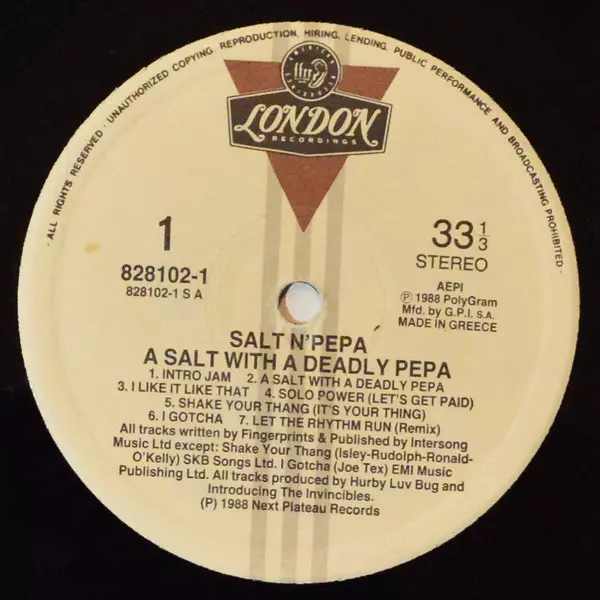 ALL RIGHTS RESERVED · UNAUTHORIZED COPYING, REPRODUCTION, HIRING, LENDING, PUBLIC PERFORMANCE AND BROADCASTING PROHIBITED ·
ffrr
LONDON
RECORDINGS
1
33 1/3
828102-1
STEREO
828102-1 S A
AEPI
Ⓟ 1988 PolyGram
Mfd. by G.P.I. S.A.
MADE IN GREECE
SALT N'PEPA
A SALT WITH A DEADLY PEPA
1. INTRO JAM 2. A SALT WITH A DEADLY PEPA
3. I LIKE IT LIKE THAT 4. SOLO POWER (LET'S GET PAID)
5. SHAKE YOUR THANG (IT'S YOUR THING)
6. I GOTCHA 7. LET THE RHYTHM RUN (Remix)
All tracks written by Fingerprints & Published by Intersong
Music Ltd except: Shake Your Thang (Isley-Rudolph-Ronald-
O'Kelly) SKB Songs Ltd. I Gotcha (Joe Tex) EMI Music
Publishing Ltd. All tracks produced by Hurby Luv Bug and
Introducing The Invincibles.
(P) 1988 Next Plateau Records